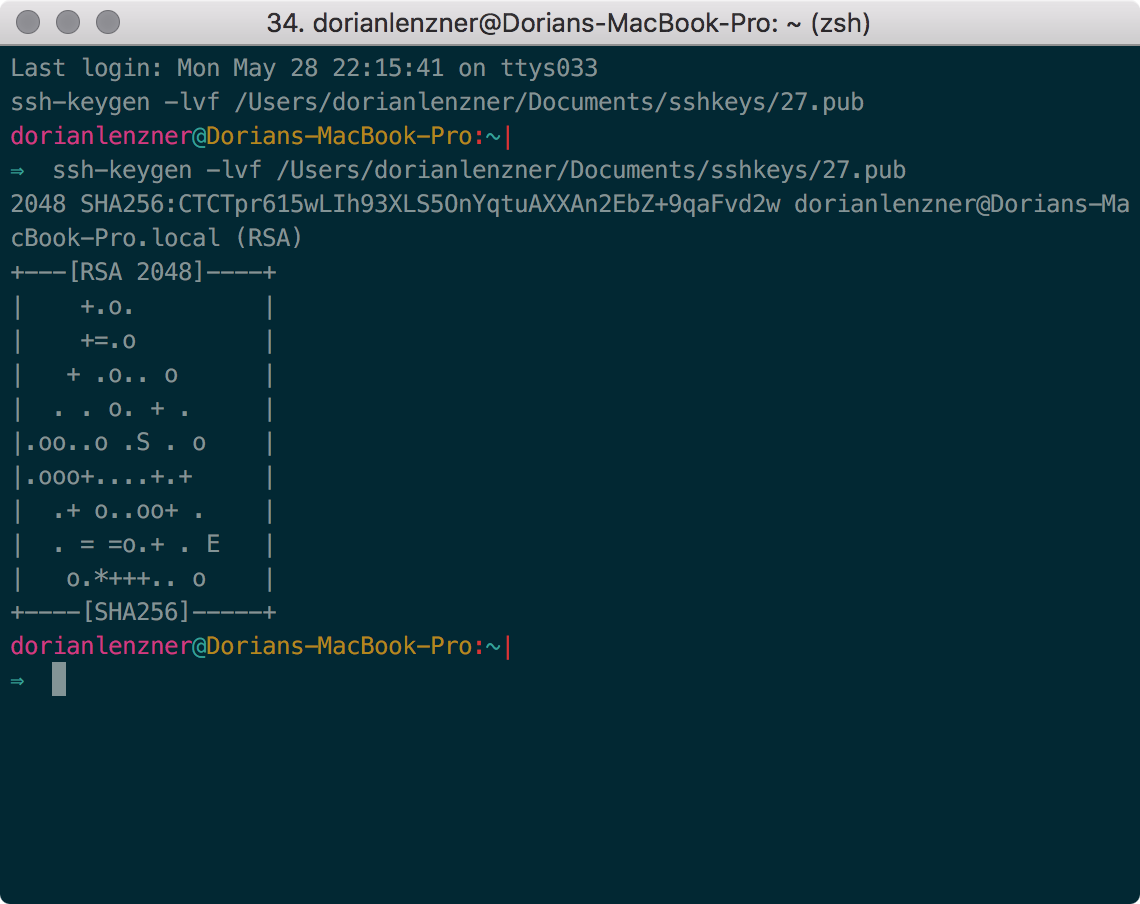 34. dorianlenzner@Dorians-MacBook-Pro: ~ (zsh)
Last login: Mon May 28 22:15:41 on ttys033
ssh-keygen -lvf /Users/dorianlenzner/Documents/sshkeys/27.pub
dorianlenzner@Dorians-MacBook-Pro:~|
⇒  ssh-keygen -lvf /Users/dorianlenzner/Documents/sshkeys/27.pub
2048 SHA256:CTCTpr615wLIh93XLS5OnYqtuAXXAn2EbZ+9qaFvd2w dorianlenzner@Dorians-Ma
cBook-Pro.local (RSA)
+---[RSA 2048]----+
|    +.o.         |
|    +=.o         |
|   + .o.. o      |
|  . . o. + .     |
|.oo..o .S . o    |
|.ooo+....+.+     |
|  .+ o..oo+ .    |
|  . = =o.+ . E   |
|   o.*+++.. o    |
+----[SHA256]-----+
dorianlenzner@Dorians-MacBook-Pro:~|
⇒